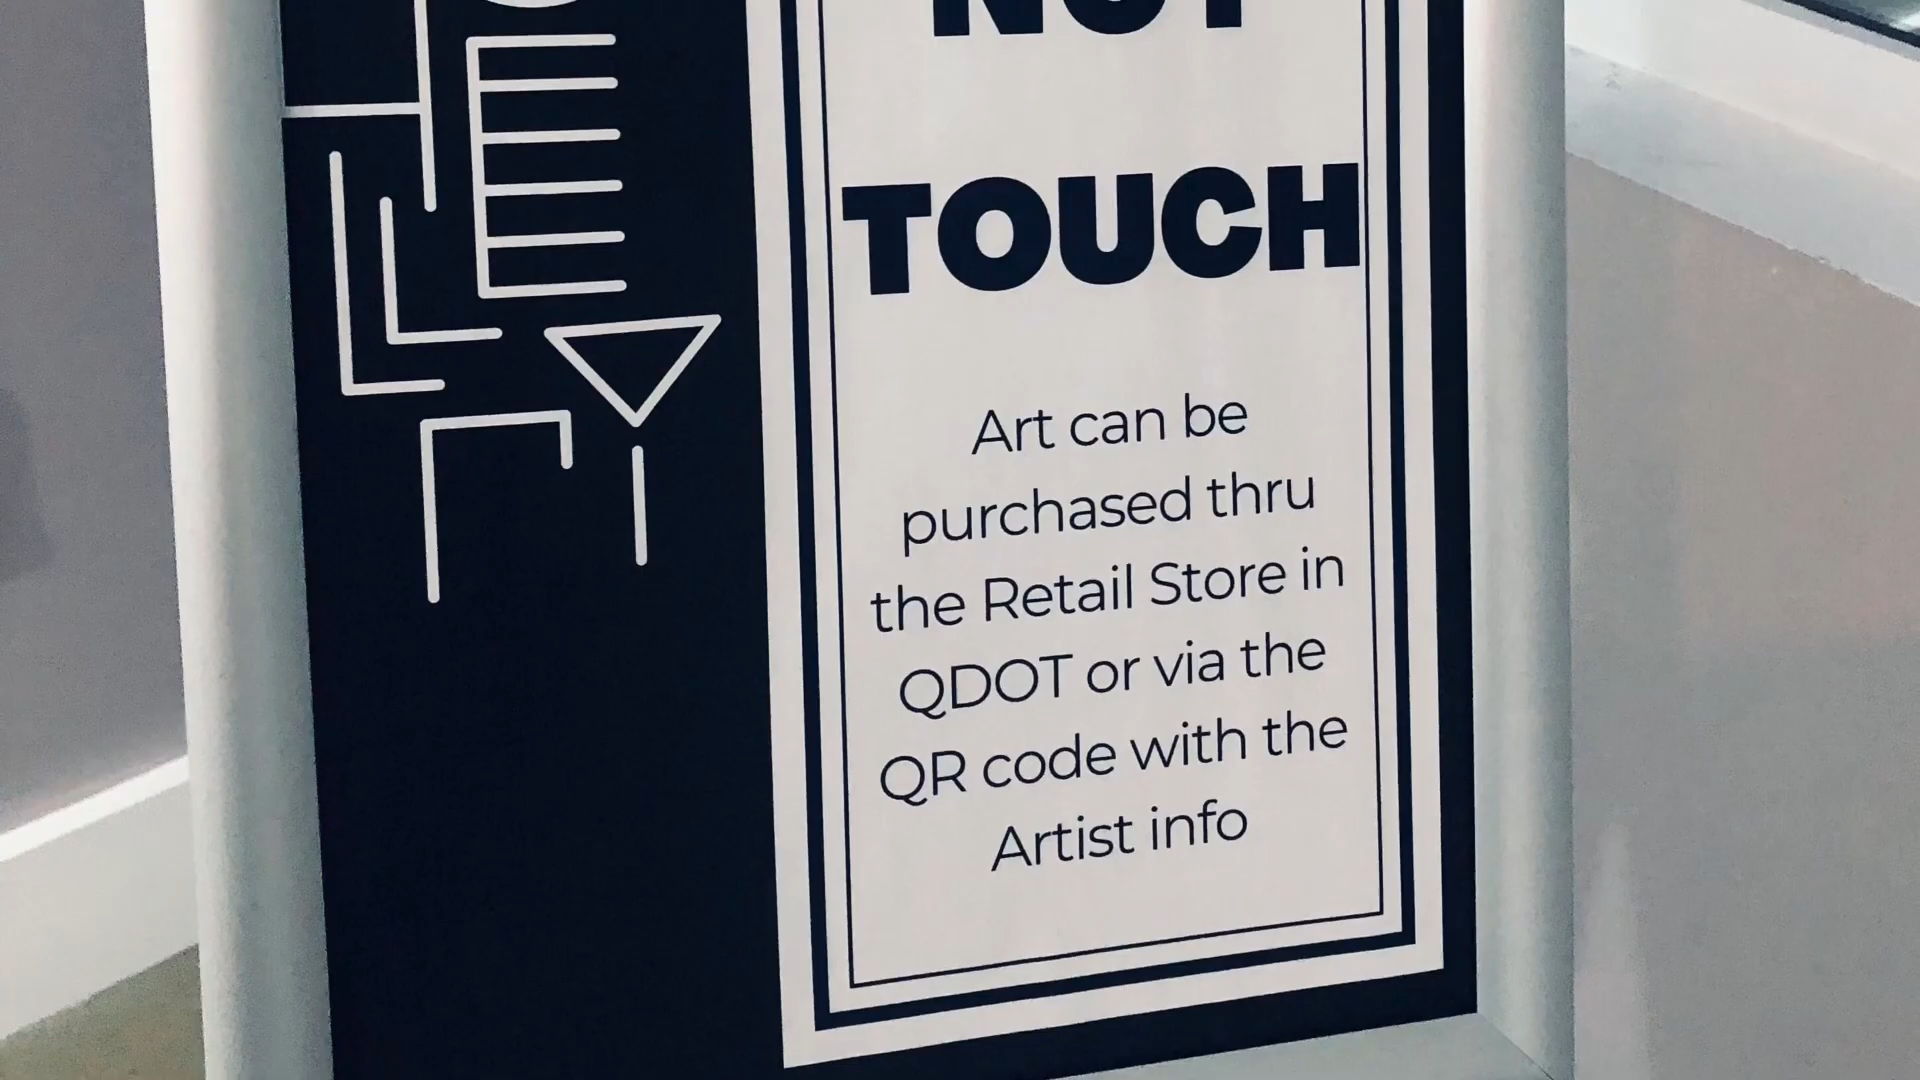 NOT
TOUCH
Art can be
purchased thru
the Retail Store in
QDOT or via the
QR code with the
Artist info